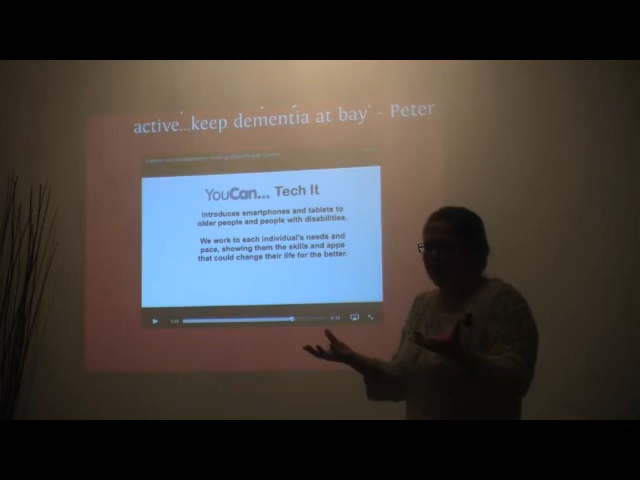 active...keep dementia at bay' - Peter
YouCan... Tech It
Introduces smartphones and tablets to
older people and people with disabilities.
We work to each individual's needs and
pace, showing them the skills and apps
that could change their life for the better.